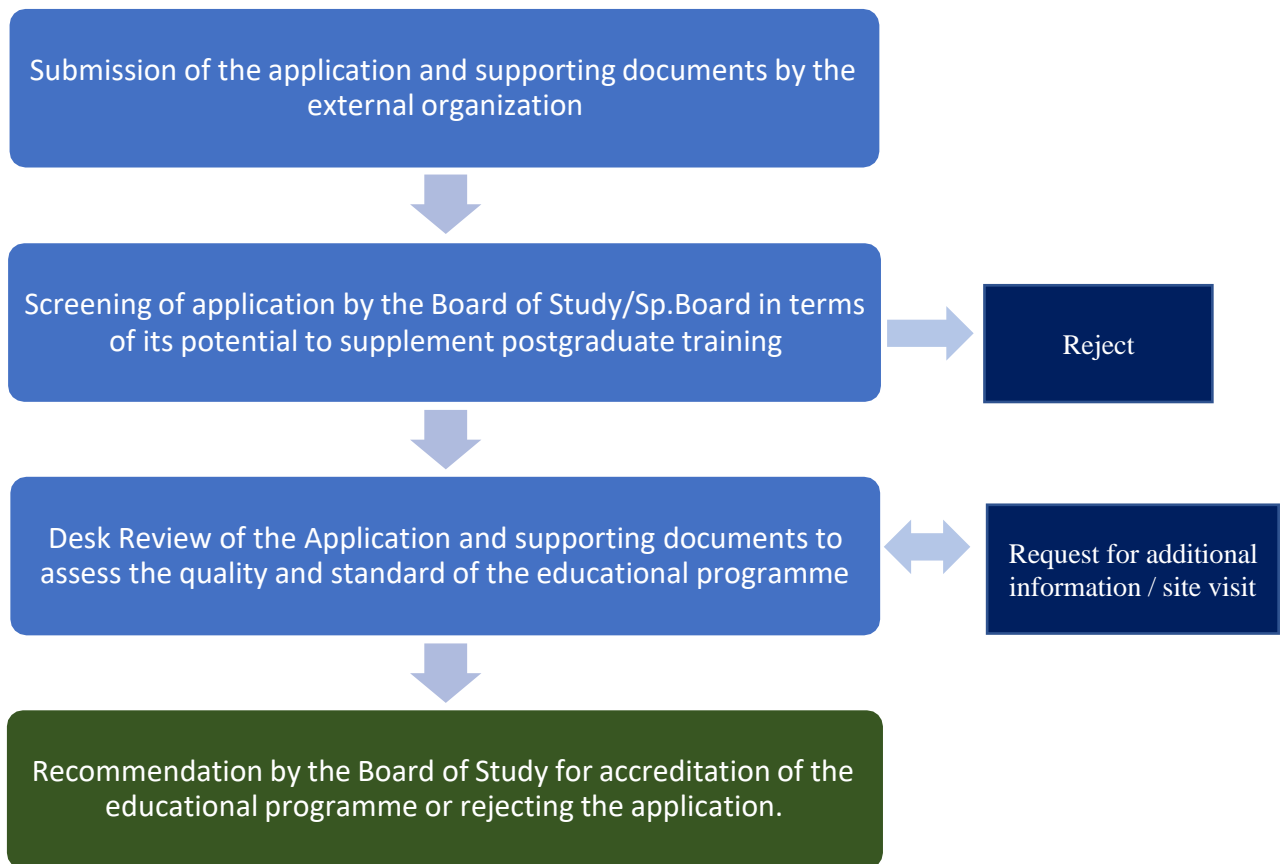 Submission of the application and supporting documents by the
external organization
Screening of application by the Board of Study/Sp.Board in terms
of its potential to supplement postgraduate training
Reject
Desk Review of the Application and supporting documents to
assess the quality and standard of the educational programme
Request for additional
information / site visit
Recommendation by the Board of Study for accreditation of the
educational programme or rejecting the application.